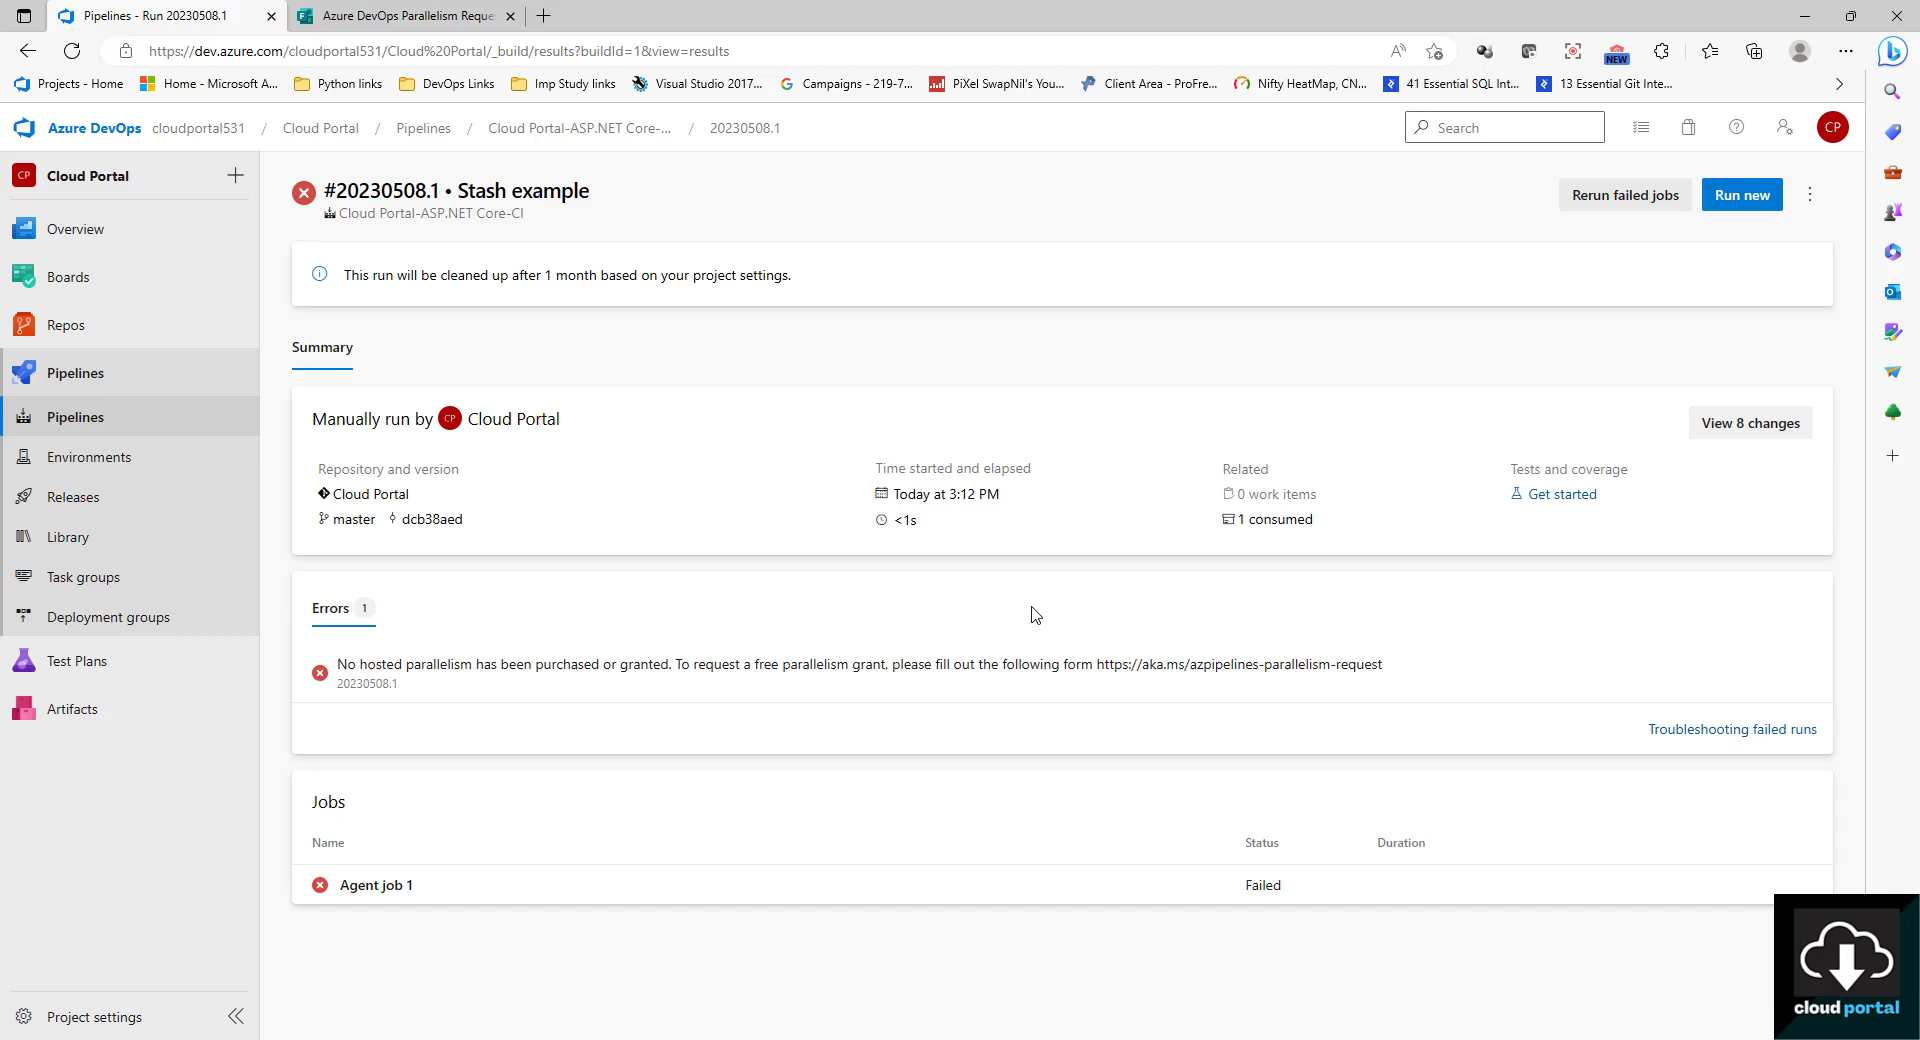 Pipelines - Run 20230508.1
Azure DevOps Parallelism Reque
https://dev.azure.com/cloudportal531/Cloud%20Portal/_build/results?buildId=1&view=results
NEW
Projects - Home
Home - Microsoft A...
Python links
DevOps Links
Imp Study links
Visual Studio 2017...
Campaigns - 219-7...
PiXel SwapNil's You...
Client Area - ProFre...
Nifty HeatMap, CN...
41 Essential SQL Int...
13 Essential Git Inte...
Azure DevOps cloudportal531 / Cloud Portal / Pipelines / Cloud Portal-ASP.NET Core-... / 20230508.1
Search
CP
CP Cloud Portal
Overview
Boards
Repos
Pipelines
Pipelines
Environments
Releases
Library
Task groups
Deployment groups
Test Plans
Artifacts
Project settings
#20230508.1 • Stash example
Cloud Portal-ASP.NET Core-CI
Rerun failed jobs
Run new
This run will be cleaned up after 1 month based on your project settings.
Summary
Manually run by CP Cloud Portal
View 8 changes
Repository and version
Cloud Portal
master dcb38aed
Time started and elapsed
Today at 3:12 PM
<1s
Related
0 work items
1 consumed
Tests and coverage
Get started
Errors 1
No hosted parallelism has been purchased or granted. To request a free parallelism grant, please fill out the following form https://aka.ms/azpipelines-parallelism-request
20230508.1
Troubleshooting failed runs
Jobs
Name Status Duration
Agent job 1 Failed
cloud portal